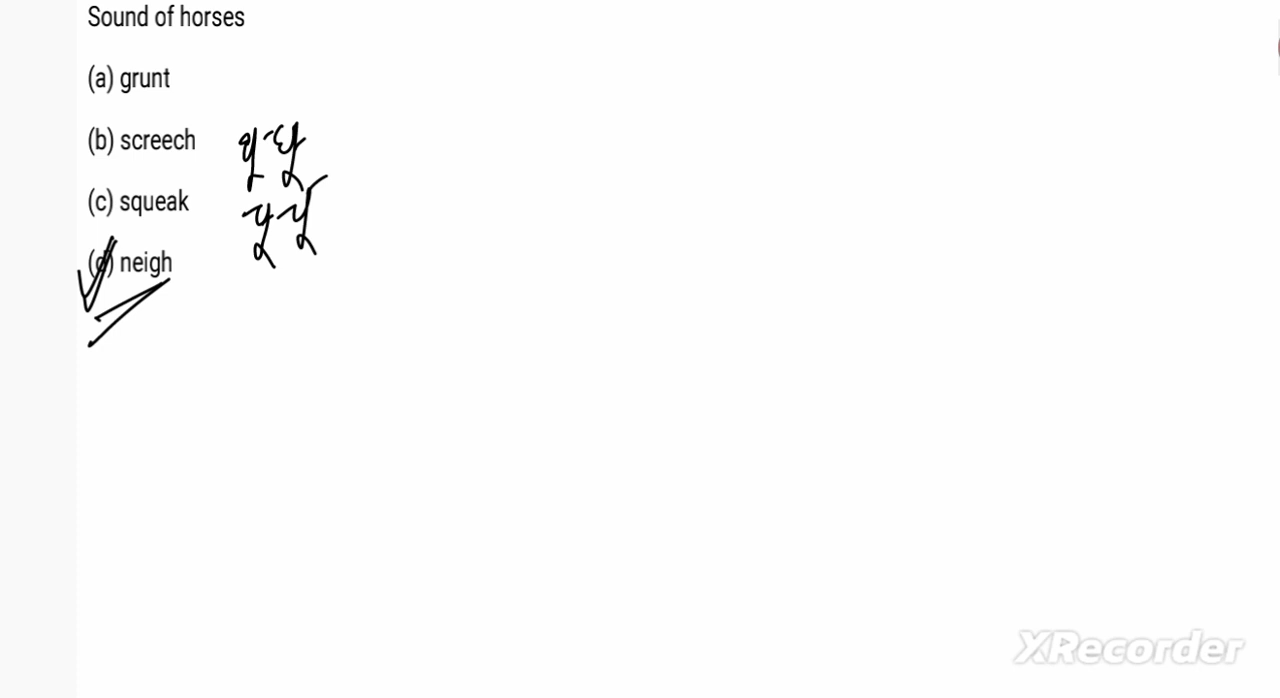 Sound of horses
(a) grunt
(b) screech
(c) squeak
(d) neigh
XRecorder